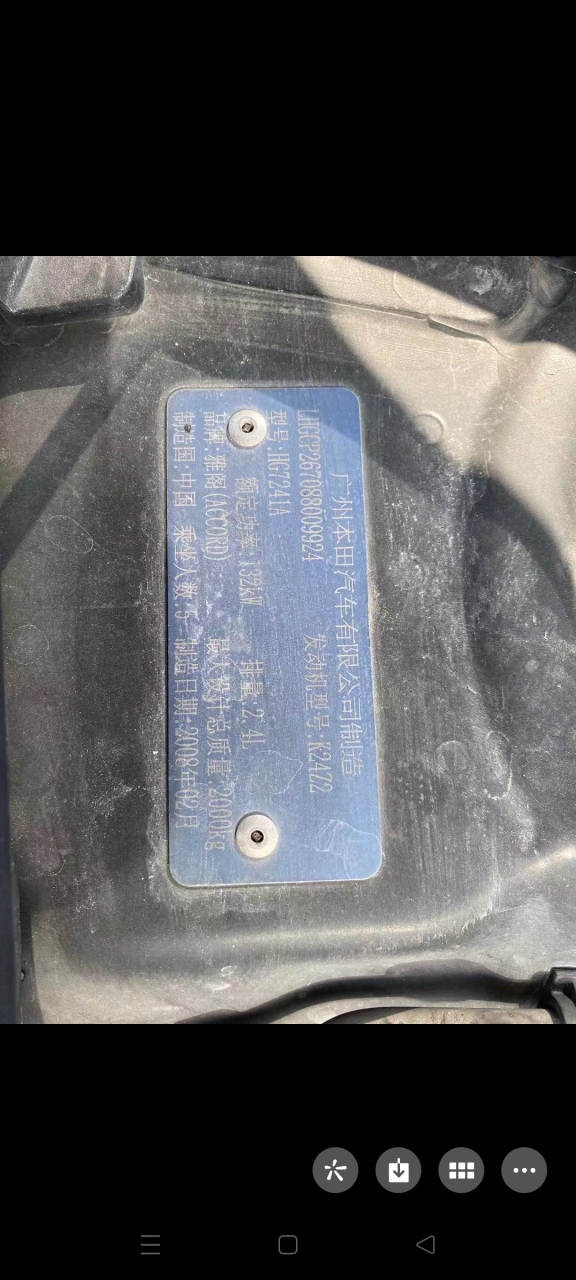 广州本田汽车有限公司制造
LHGCP267088009924 发动机型号:K24Z2
型号:HG7241A
额定功率:132kW 排量:2.4L
品牌:雅阁(ACCORD) 最大设计总质量:2000kg
制造国:中国 乘坐人数:5 制造日期:2008年02月